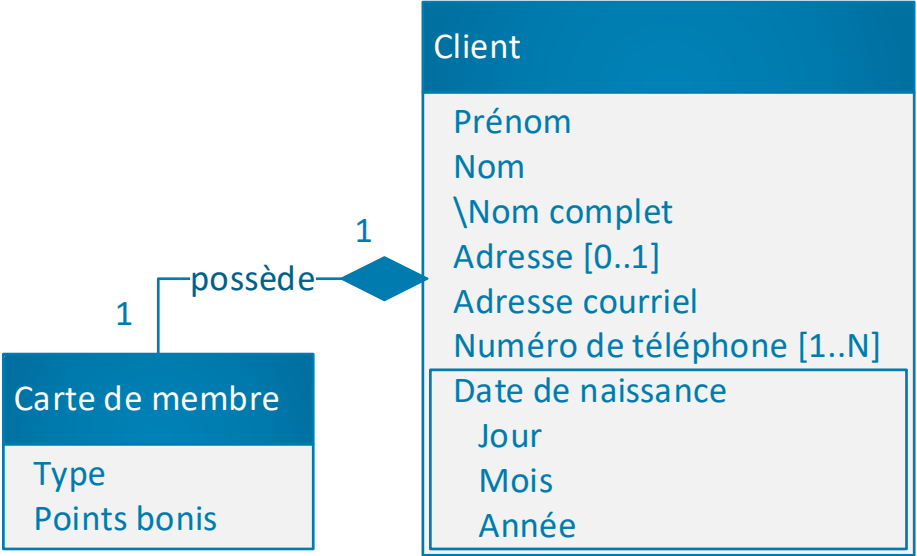 Client
Prénom
Nom
\Nom complet
Adresse [0..1]
Adresse courriel
Numéro de téléphone [1..N]
Date de naissance
Jour
Mois
Année
1
possède
1
Carte de membre
Type
Points bonis